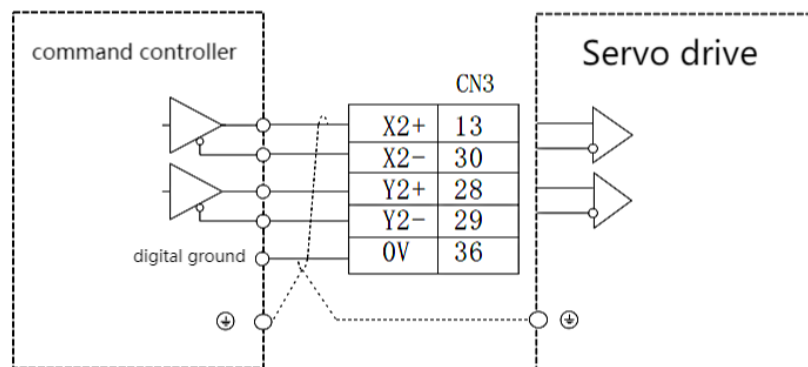 command controller
Servo drive
CN3
X2+ 13
X2- 30
Y2+ 28
Y2- 29
0V 36
digital ground